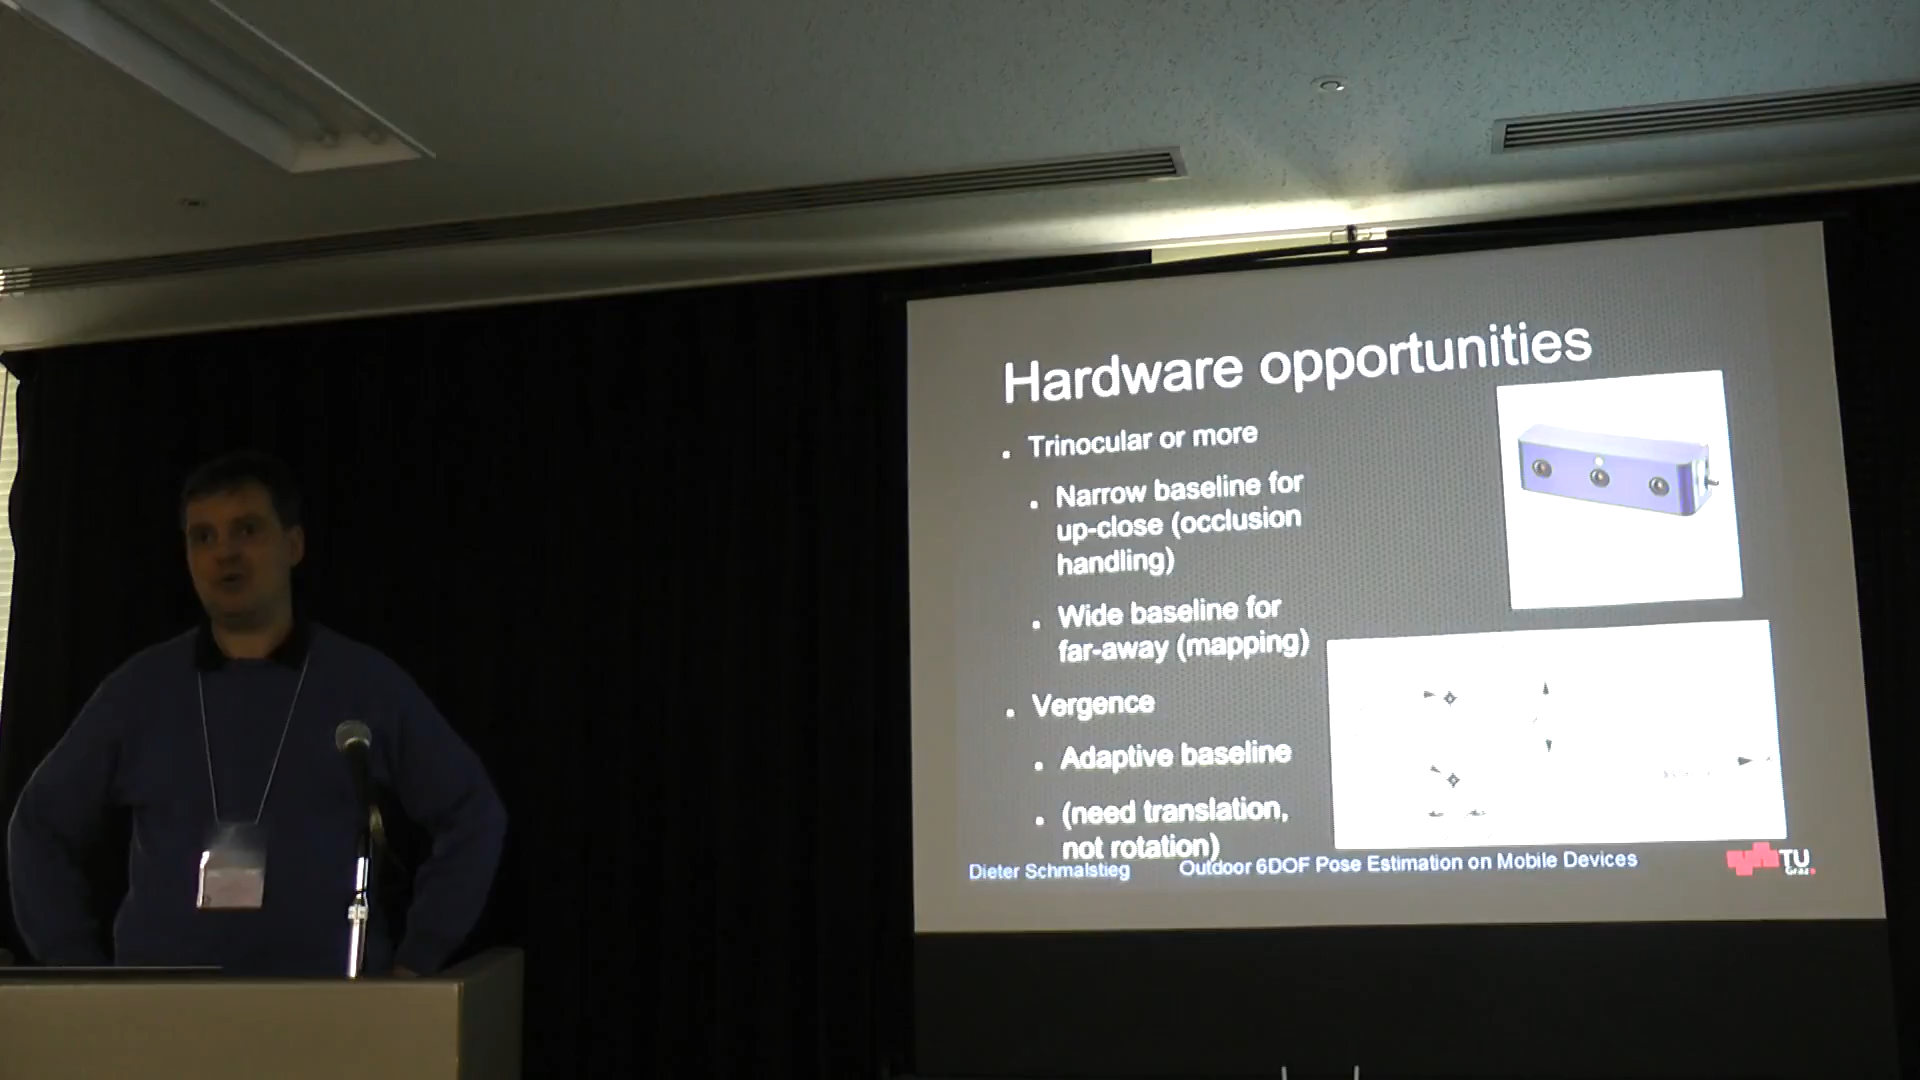 Hardware opportunities
Trinocular or more
Narrow baseline for
up-close (occlusion
handling)
Wide baseline for
far-away (mapping)
Vergence
Adaptive baseline
(need translation,
not rotation)
Dieter Schmalstieg Outdoor 6DOF Pose Estimation on Mobile Devices
TU
Graz